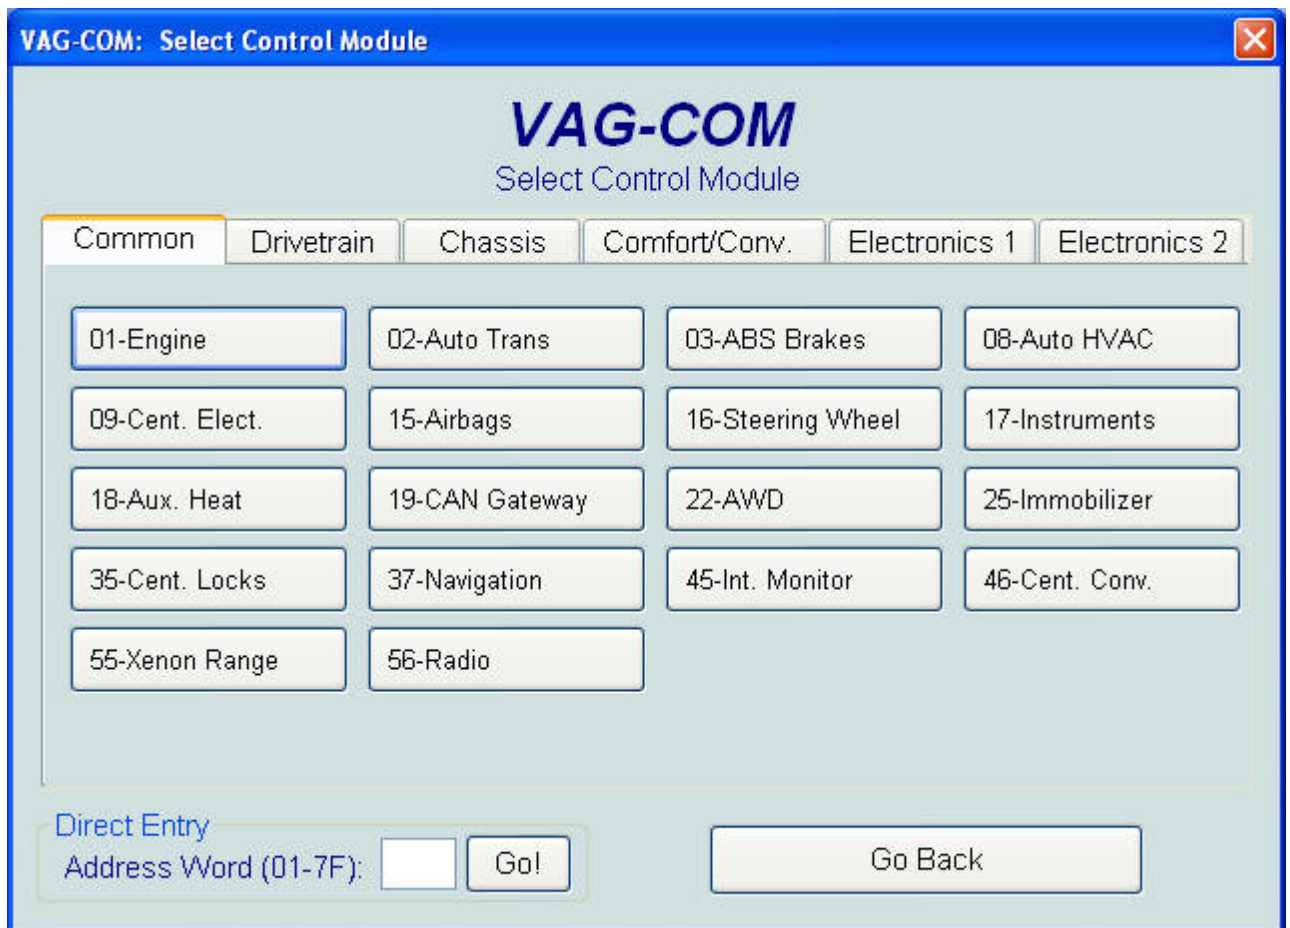 VAG-COM: Select Control Module
VAG-COM
Select Control Module
Common Drivetrain Chassis Comfort/Conv. Electronics 1 Electronics 2
01-Engine 02-Auto Trans 03-ABS Brakes 08-Auto HVAC
09-Cent. Elect. 15-Airbags 16-Steering Wheel 17-Instruments
18-Aux. Heat 19-CAN Gateway 22-AWD 25-Immobilizer
35-Cent. Locks 37-Navigation 45-Int. Monitor 46-Cent. Conv.
55-Xenon Range 56-Radio
Direct Entry
Address Word (01-7F): Go! Go Back